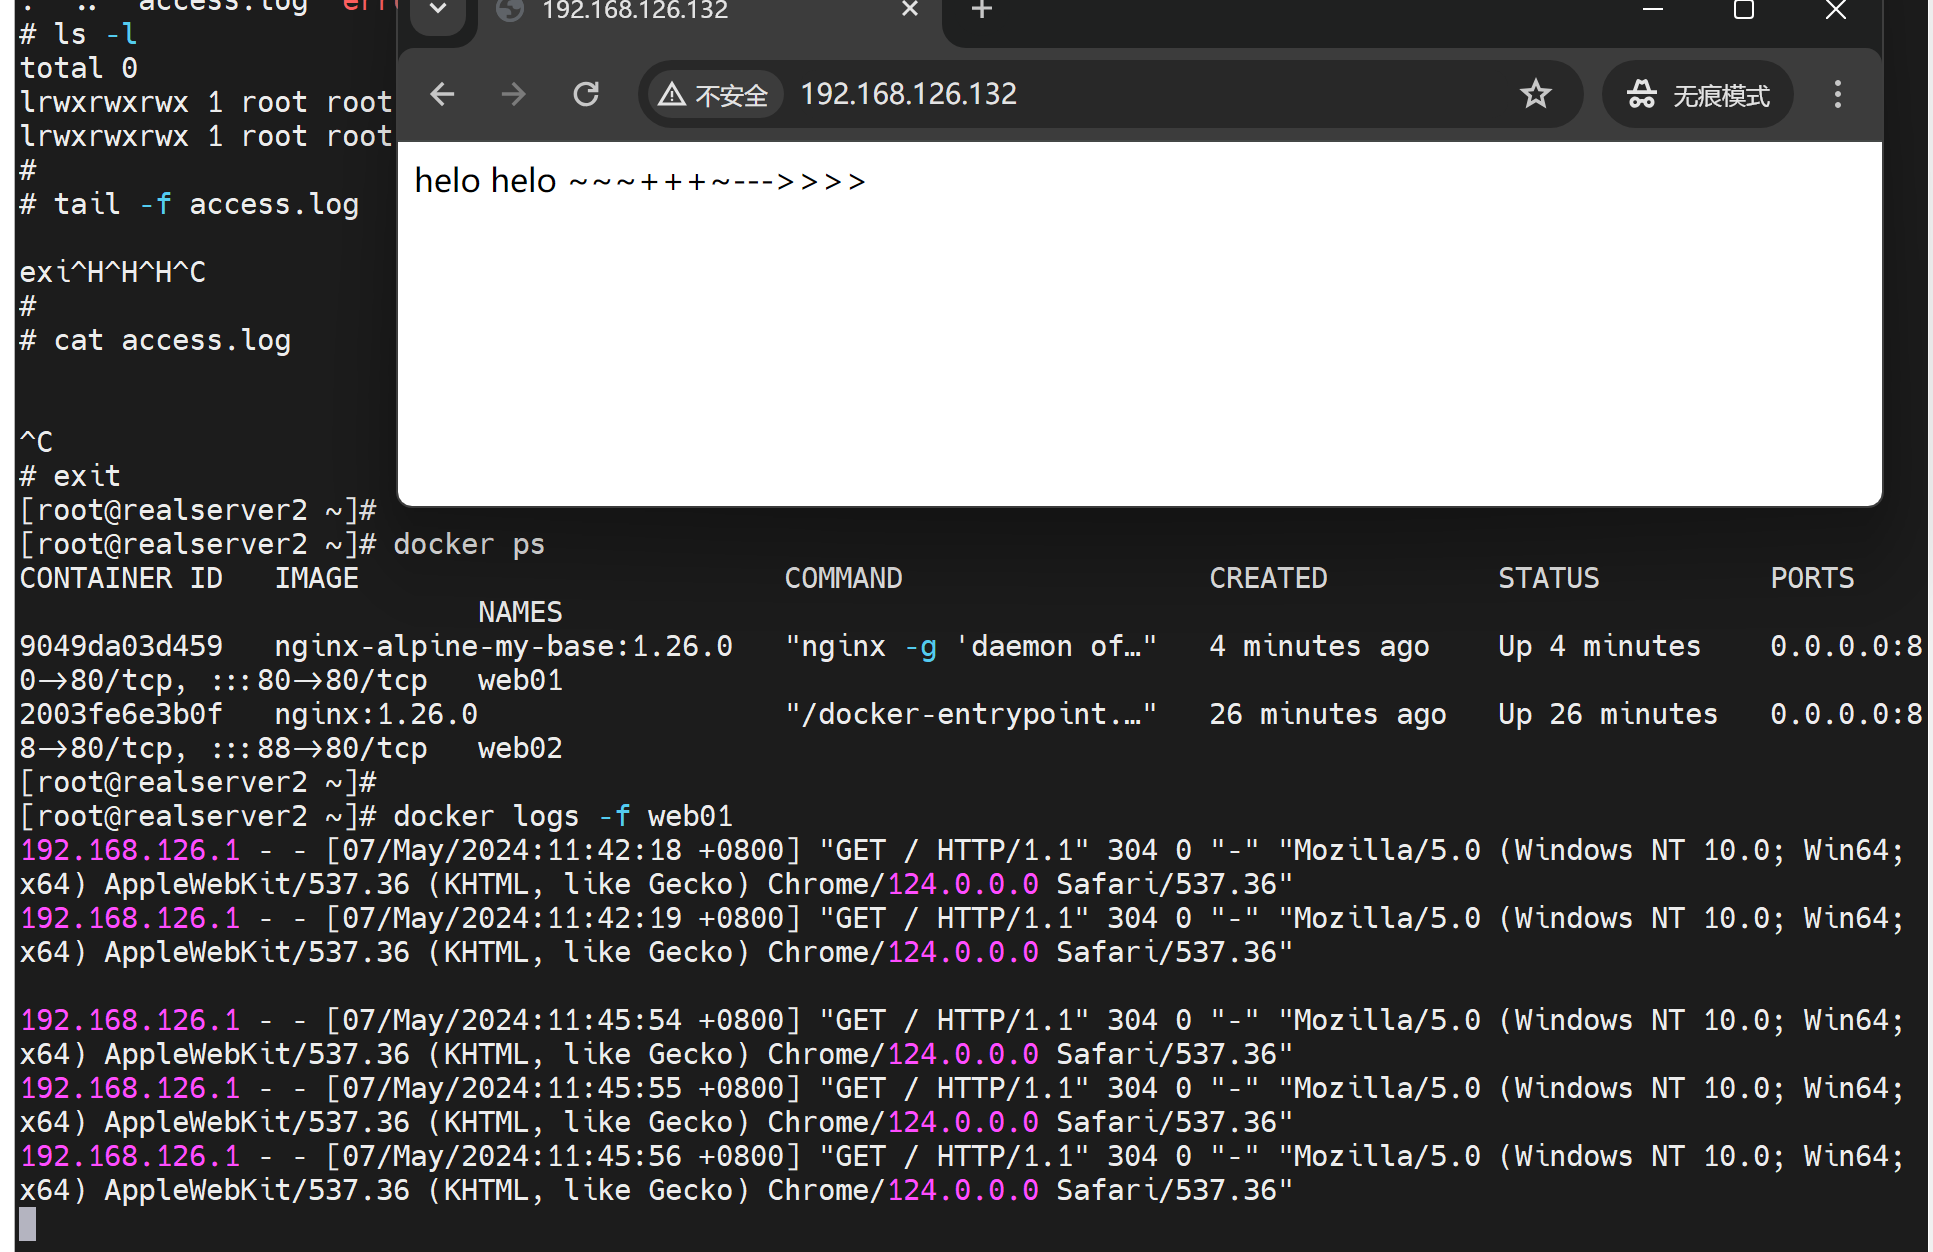 . .. access.log
192.168.126.132
# ls -l
total 0
不安全 192.168.126.132 无痕模式
lrwxrwxrwx 1 root root
lrwxrwxrwx 1 root root
#
helo helo ~~~+++~--->>>>
# tail -f access.log
exi^H^H^H^C
#
# cat access.log
^C
# exit
[root@realserver2 ~]#
[root@realserver2 ~]# docker ps
CONTAINER ID IMAGE COMMAND CREATED STATUS PORTS
NAMES
9049da03d459 nginx-alpine-my-base:1.26.0 "nginx -g 'daemon of…" 4 minutes ago Up 4 minutes 0.0.0.0:8
0->80/tcp, :::80->80/tcp web01
2003fe6e3b0f nginx:1.26.0 "/docker-entrypoint.…" 26 minutes ago Up 26 minutes 0.0.0.0:8
8->80/tcp, :::88->80/tcp web02
[root@realserver2 ~]#
[root@realserver2 ~]# docker logs -f web01
192.168.126.1 - - [07/May/2024:11:42:18 +0800] "GET / HTTP/1.1" 304 0 "-" "Mozilla/5.0 (Windows NT 10.0; Win64;
x64) AppleWebKit/537.36 (KHTML, like Gecko) Chrome/124.0.0.0 Safari/537.36"
192.168.126.1 - - [07/May/2024:11:42:19 +0800] "GET / HTTP/1.1" 304 0 "-" "Mozilla/5.0 (Windows NT 10.0; Win64;
x64) AppleWebKit/537.36 (KHTML, like Gecko) Chrome/124.0.0.0 Safari/537.36"
192.168.126.1 - - [07/May/2024:11:45:54 +0800] "GET / HTTP/1.1" 304 0 "-" "Mozilla/5.0 (Windows NT 10.0; Win64;
x64) AppleWebKit/537.36 (KHTML, like Gecko) Chrome/124.0.0.0 Safari/537.36"
192.168.126.1 - - [07/May/2024:11:45:55 +0800] "GET / HTTP/1.1" 304 0 "-" "Mozilla/5.0 (Windows NT 10.0; Win64;
x64) AppleWebKit/537.36 (KHTML, like Gecko) Chrome/124.0.0.0 Safari/537.36"
192.168.126.1 - - [07/May/2024:11:45:56 +0800] "GET / HTTP/1.1" 304 0 "-" "Mozilla/5.0 (Windows NT 10.0; Win64;
x64) AppleWebKit/537.36 (KHTML, like Gecko) Chrome/124.0.0.0 Safari/537.36"